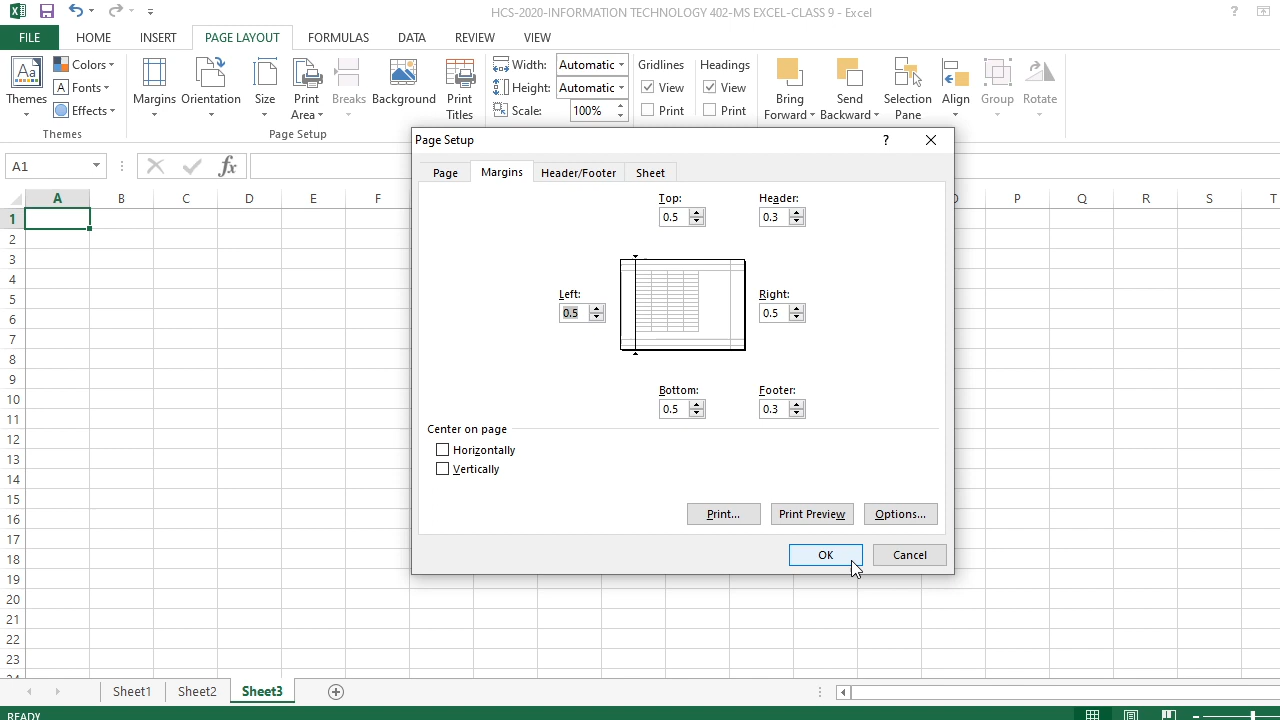 HCS-2020-INFORMATION TECHNOLOGY 402-MS EXCEL-CLASS 9 - Excel
?
FILE HOME INSERT PAGE LAYOUT FORMULAS DATA REVIEW VIEW
Aa Themes
Colors
A Fonts
Effects
Margins Orientation Size Print Area Breaks Background Print Titles
Width: Automatic
Height: Automatic
Scale: 100%
Gridlines
View
Print
Headings
View
Print
Bring Forward Send Backward Selection Pane Align Group Rotate
Themes Page Setup
A1 fx
A B C D E F P Q R S T
1
2
3
4
5
6
7
8
9
10
11
12
13
14
15
16
17
18
19
20
21
22
23
Page Setup ?
Page Margins Header/Footer Sheet
Top: Header:
0.5 0.3
Left: Right:
0.5 0.5
Bottom: Footer:
0.5 0.3
Center on page
Horizontally
Vertically
Print... Print Preview Options...
OK Cancel
Sheet1 Sheet2 Sheet3
READY